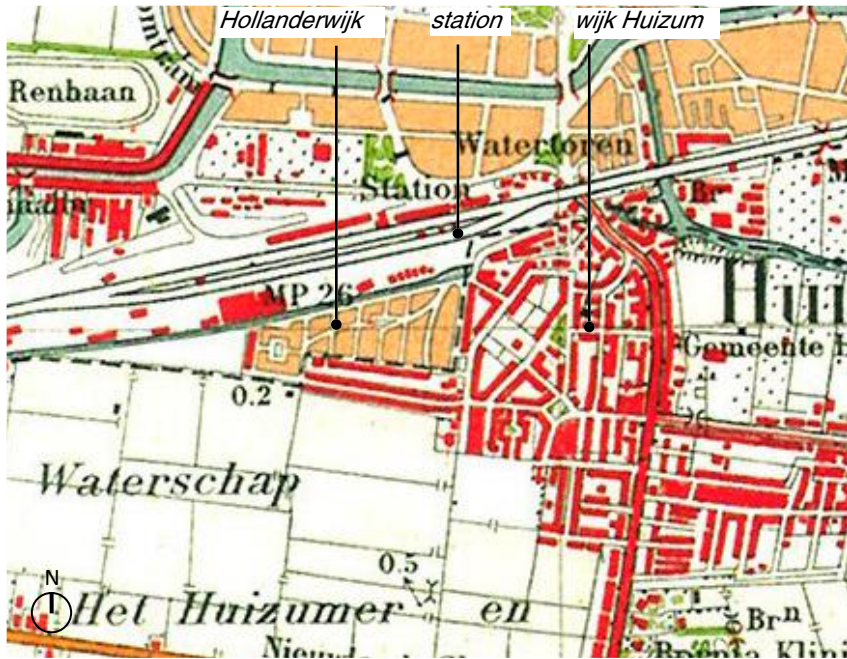 Hollanderwijk station wijk Huizum
Renbaan
Watertoren
Station
Br
M
MP 26
Hui
Gemeente H
0.2
Waterschap
0.5
N
Het Huizumer en
Brn